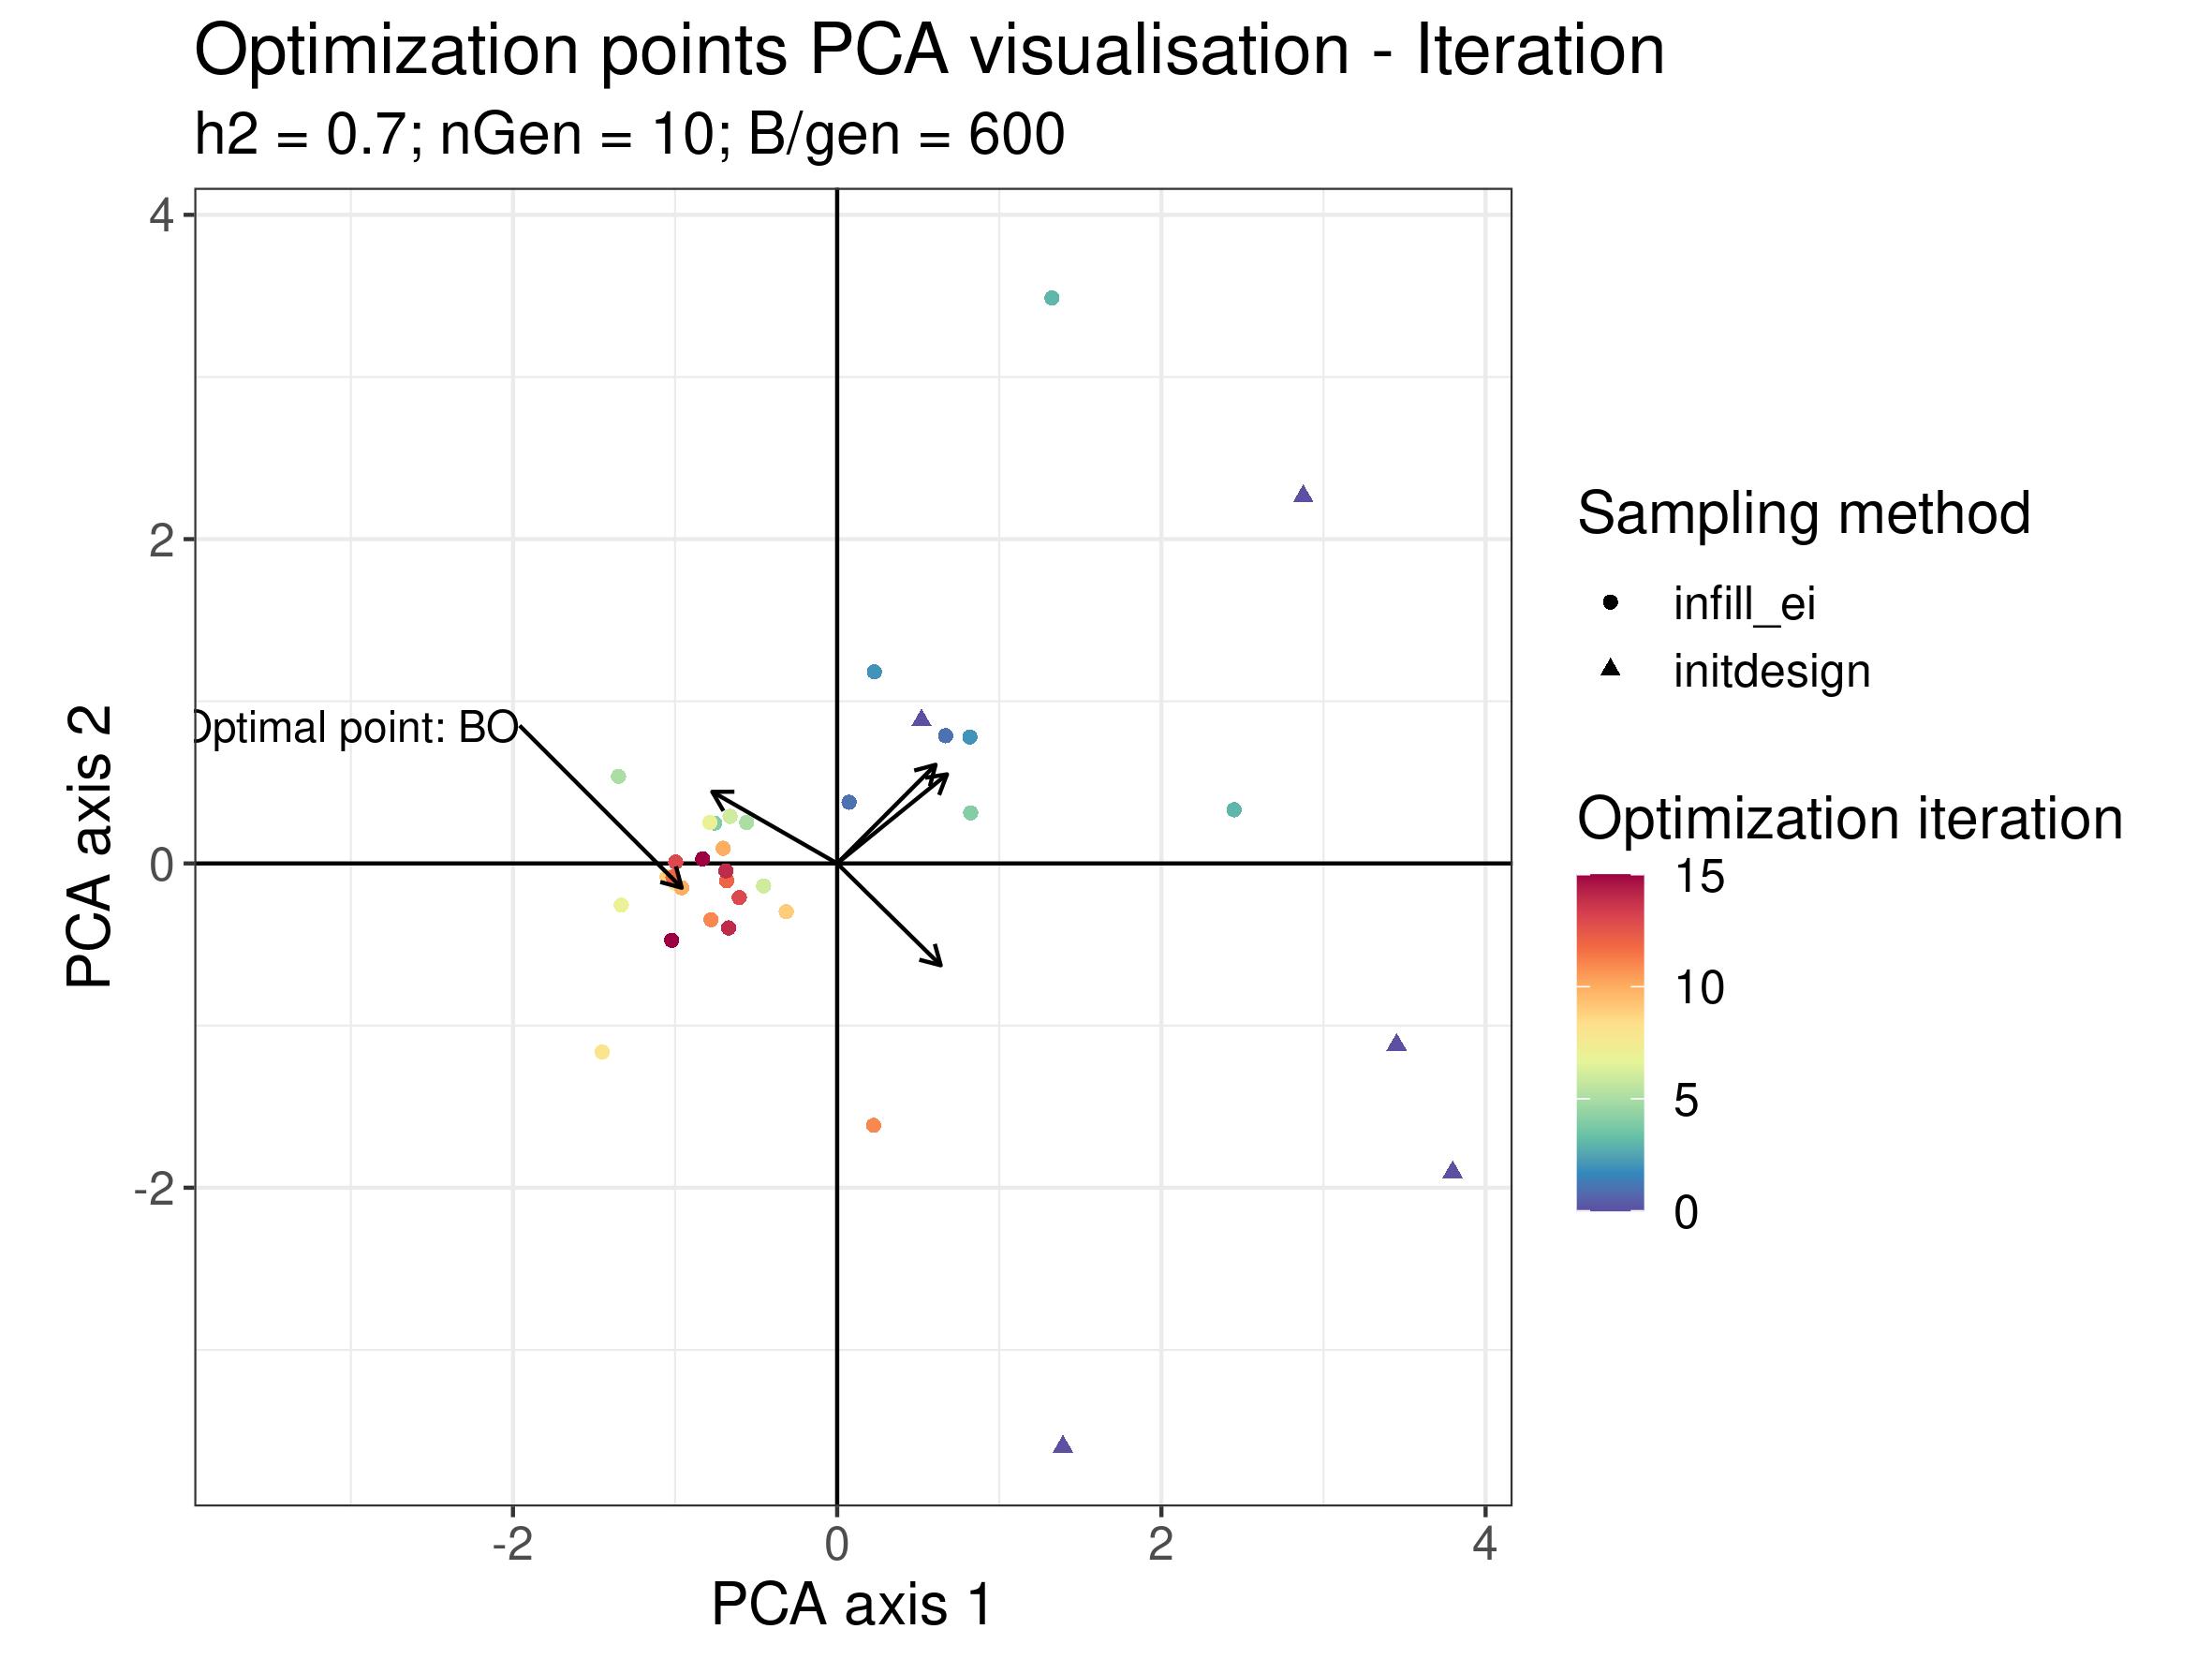 Optimization points PCA visualisation - Iteration
h2 = 0.7; nGen = 10; B/gen = 600
4
2
0
-2
PCA axis 2
Optimal point: BO
-2
0
2
4
PCA axis 1
Sampling method
infill_ei
initdesign
Optimization iteration
15
10
5
0